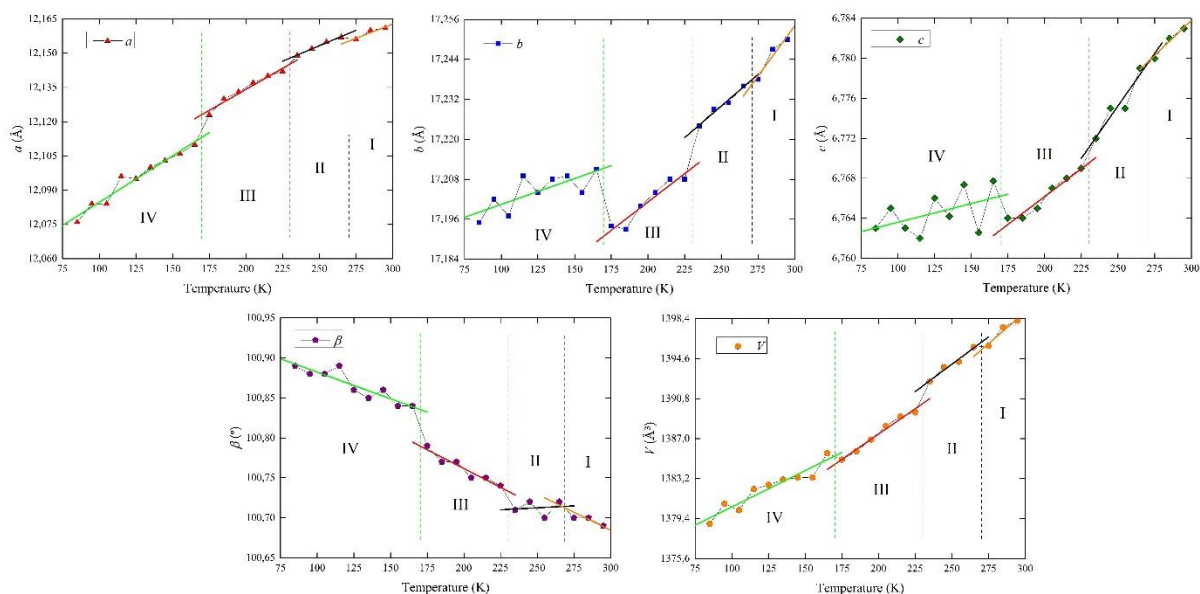 12,165
12,150
12,135
12,120
12,105
12,090
12,075
12,060
a (Å)
a
I
II
III
IV
75 100 125 150 175 200 225 250 275 300
Temperature (K)
17,256
17,244
17,232
17,220
17,208
17,196
17,184
b (Å)
b
I
II
III
IV
75 100 125 150 175 200 225 250 275 300
Temperature (K)
6,784
6,780
6,776
6,772
6,768
6,764
6,760
c (Å)
c
I
III
IV
II
75 100 125 150 175 200 225 250 275 300
Temperature (K)
100,95
100,90
100,85
100,80
100,75
100,70
100,65
β (º)
β
IV
II
I
III
75 100 125 150 175 200 225 250 275 300
Temperature (K)
1398,4
1394,6
1390,8
1387,0
1383,2
1379,4
1375,6
V (Å³)
V
I
II
III
IV
75 100 125 150 175 200 225 250 275 300
Temperature (K)